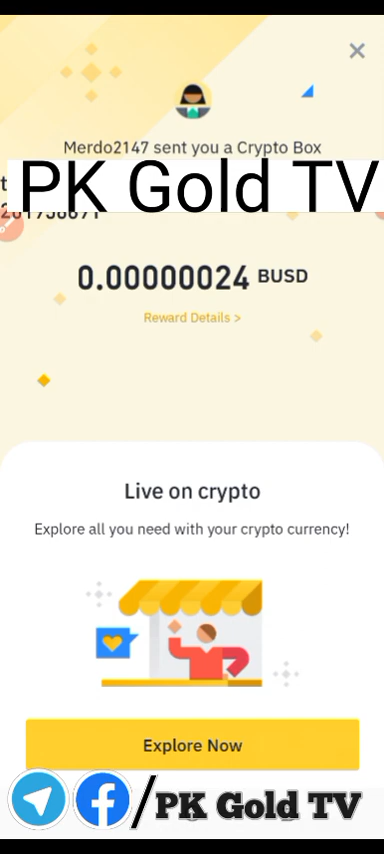 Merdo2147 sent you a Crypto Box
PK Gold TV
0.00000024 BUSD
Reward Details >
Live on crypto
Explore all you need with your crypto currency!
Explore Now
/PK Gold TV